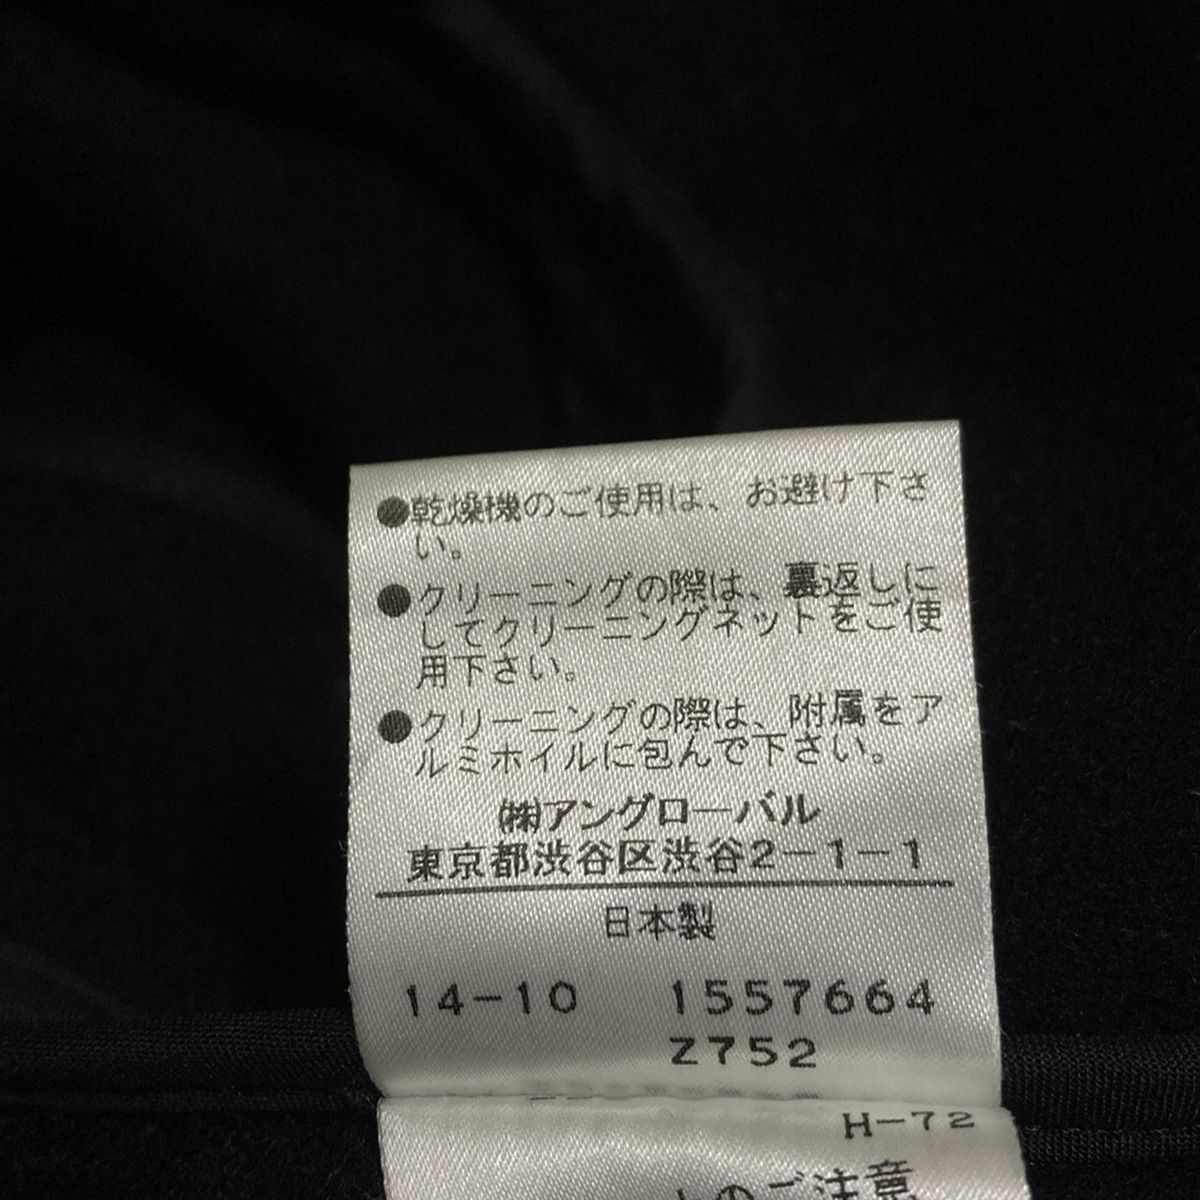 ●乾燥機のご使用は、お避け下さ
い。
●クリーニングの際は、裏返しに
してクリーニングネットをご使
用下さい。
●クリーニングの際は、附属をア
ルミホイルに包んで下さい。
㈱アングローバル
東京都渋谷区渋谷2-1-1
日本製
14-10 1557664
Z752
H-72
のご注意